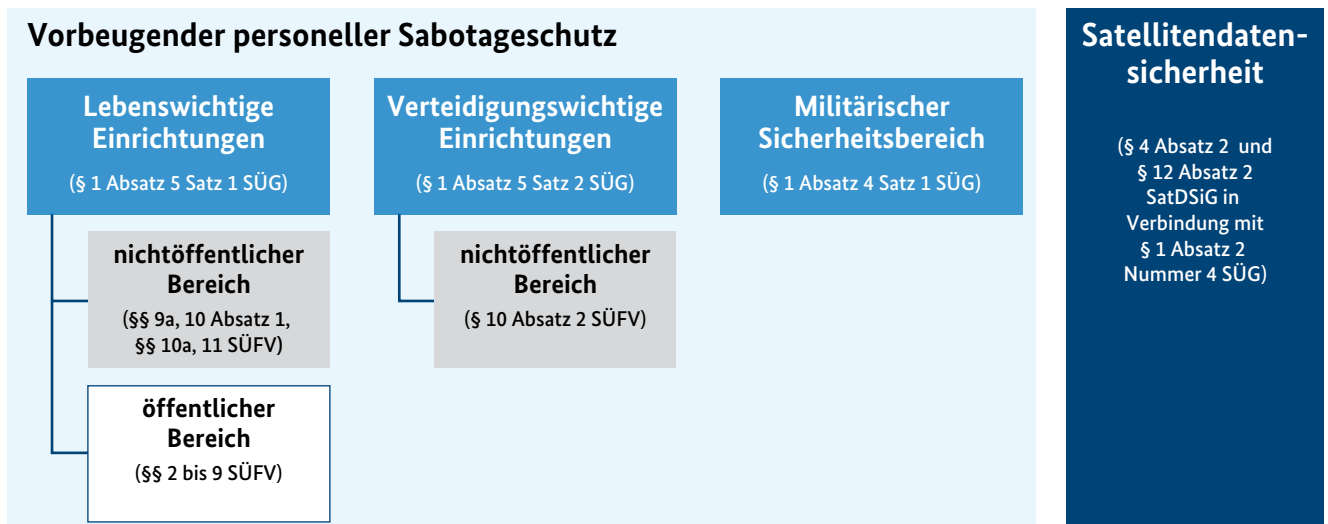 Vorbeugender personeller Sabotageschutz
Lebenswichtige
Einrichtungen
(§ 1 Absatz 5 Satz 1 SÜG)
nichtöffentlicher
Bereich
(§§ 9a, 10 Absatz 1,
§§ 10a, 11 SÜFV)
öffentlicher
Bereich
(§§ 2 bis 9 SÜFV)
Verteidigungswichtige
Einrichtungen
(§ 1 Absatz 5 Satz 2 SÜG)
nichtöffentlicher
Bereich
(§ 10 Absatz 2 SÜFV)
Militärischer
Sicherheitsbereich
(§ 1 Absatz 4 Satz 1 SÜG)
Satellitendaten-
sicherheit
(§ 4 Absatz 2 und
§ 12 Absatz 2
SatDSiG in
Verbindung mit
§ 1 Absatz 2
Nummer 4 SÜG)